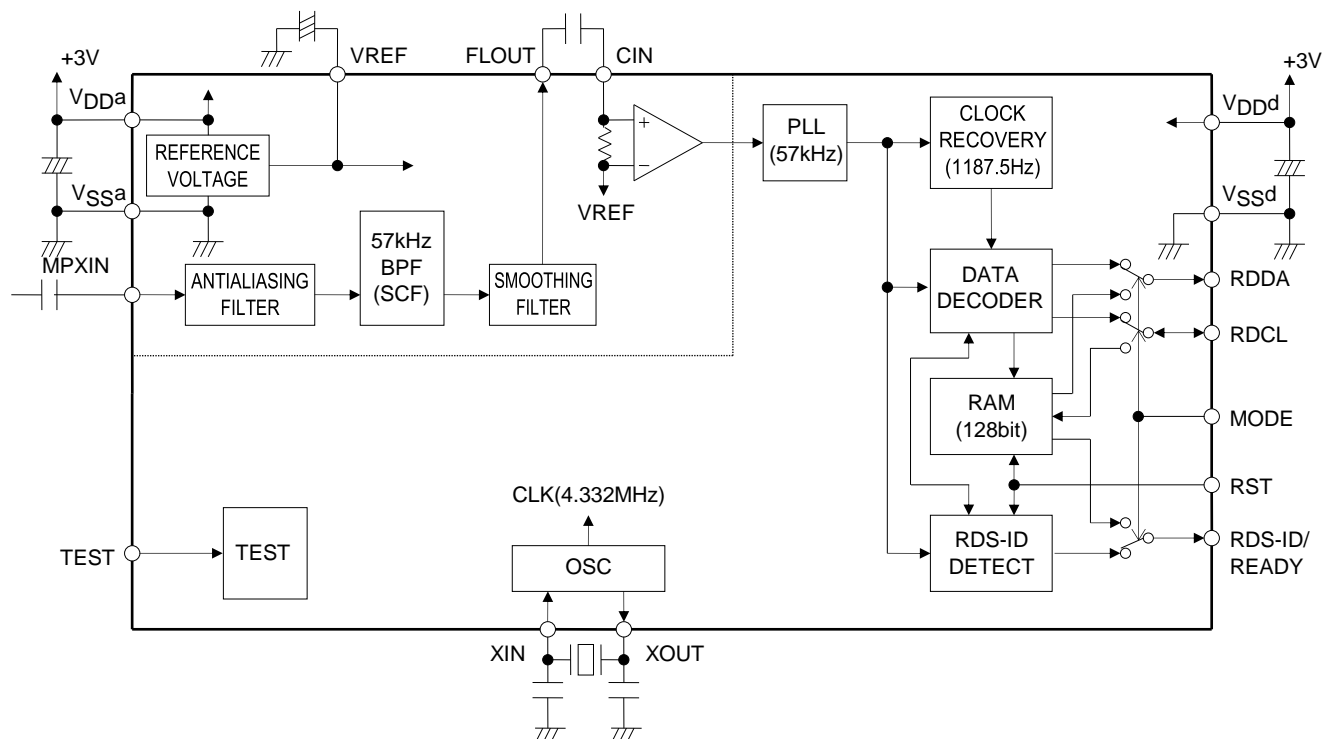 VREF
FLOUT
CIN
+3V
+3V
VDDa
VDDd
REFERENCE
VOLTAGE
+
−
PLL
(57kHz)
CLOCK
RECOVERY
(1187.5Hz)
VSSa
VREF
VSSd
MPXIN
ANTIALIASING
FILTER
57kHz
BPF
(SCF)
SMOOTHING
FILTER
DATA
DECODER
RDDA
RDCL
RAM
(128bit)
MODE
CLK(4.332MHz)
RST
TEST
TEST
OSC
RDS-ID
DETECT
RDS-ID/
READY
XIN
XOUT